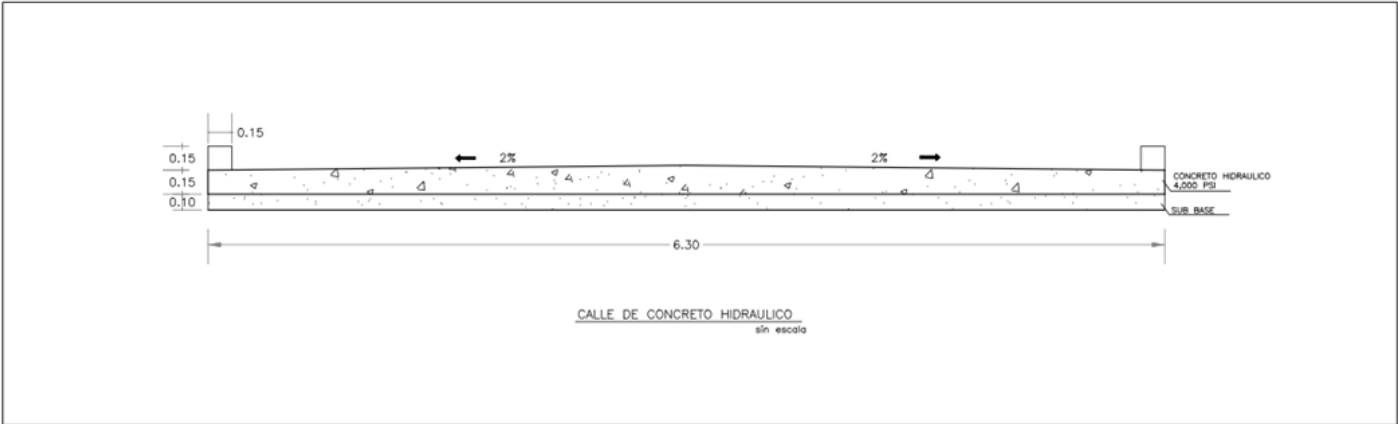 0.15
0.15
2%
2%
0.15
CONCRETO HIDRAULICO
4,000 PSI
0.10
SUB BASE
6.30
CALLE DE CONCRETO HIDRAULICO
sin escala